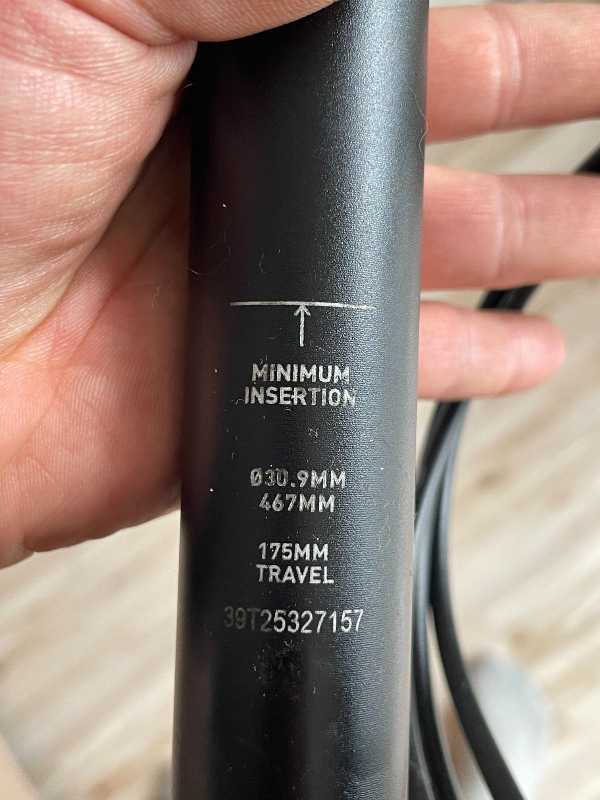 MINIMUM
INSERTION
Ø30.9MM
467MM
175MM
TRAVEL
39T25327157